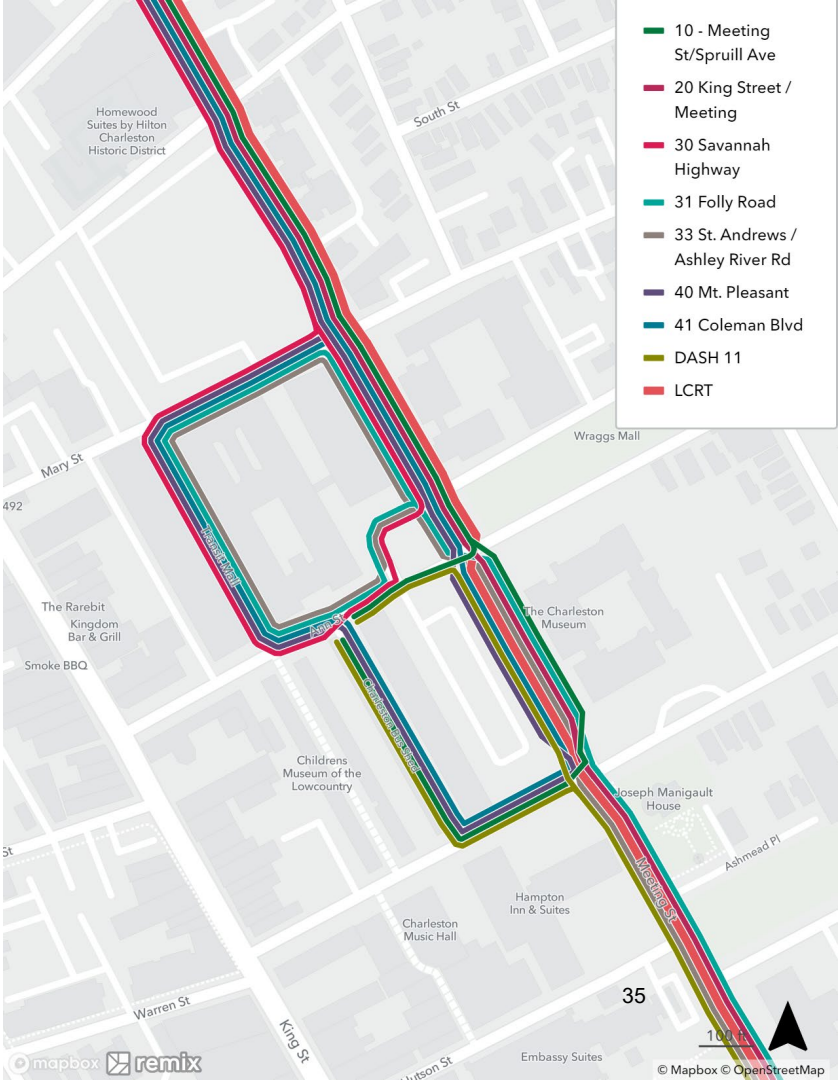 10 - Meeting
St/Spruill Ave
20 King Street /
Meeting
30 Savannah
Highway
31 Folly Road
33 St. Andrews /
Ashley River Rd
40 Mt. Pleasant
41 Coleman Blvd
DASH 11
LCRT
Homewood
Suites by Hilton
Charleston
Historic District
South St
Wraggs Mall
Mary St
492
Transit Mall
The Rarebit
Kingdom
Bar & Grill
Smoke BBQ
Ann St
The Charleston
Museum
Charleston Bus Shed
Childrens
Museum of the
Lowcountry
Joseph Manigault
House
Ashmead Pl
St
Meeting St
Hampton
Inn & Suites
Charleston
Music Hall
Warren St
King St
35
100 ft
Hutson St
Embassy Suites
mapbox remix
© Mapbox © OpenStreetMap